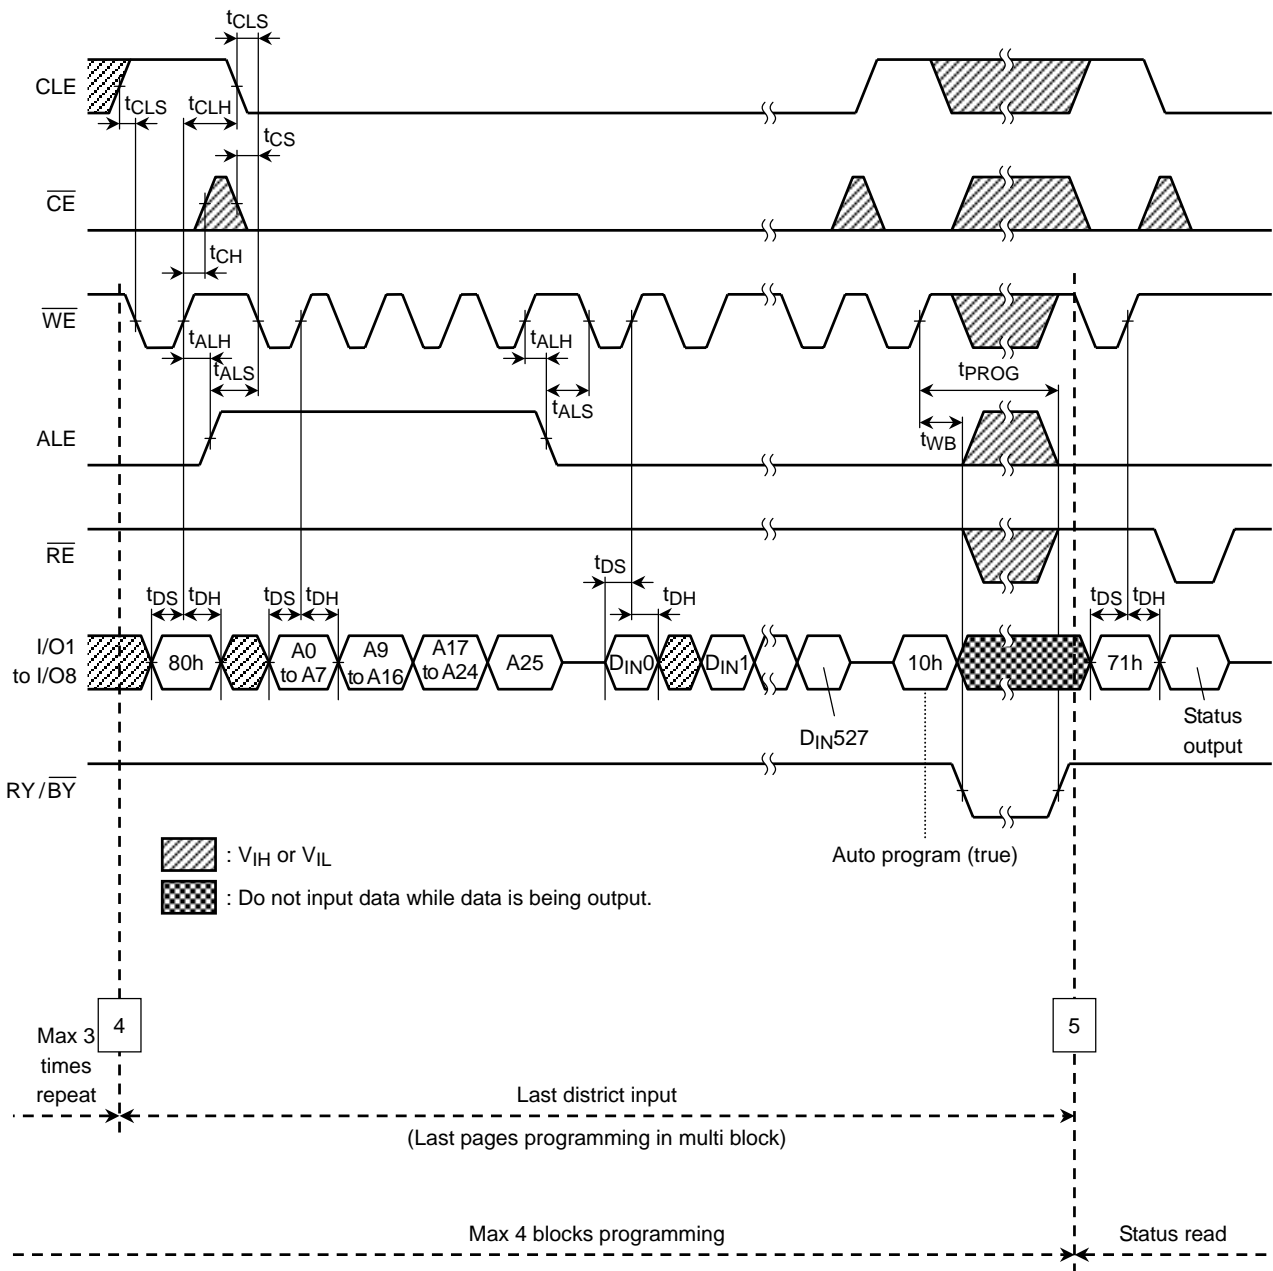 tCLS
CLE
tCLS
tCLH
tCS
CE
tCH
WE
tALH
tALH
tALS
tPROG
tALS
ALE
tWB
RE
tDS
tDS
tDH
tDS
tDH
tDH
tDS
tDH
I/O1
to I/O8
80h
A0
to A7
A9
to A16
A17
to A24
A25
DIN0
DIN1
10h
71h
DIN527
Status
output
RY/BY
: VIH or VIL
Auto program (true)
: Do not input data while data is being output.
4
5
Max 3
times
repeat
Last district input
(Last pages programming in multi block)
Max 4 blocks programming
Status read